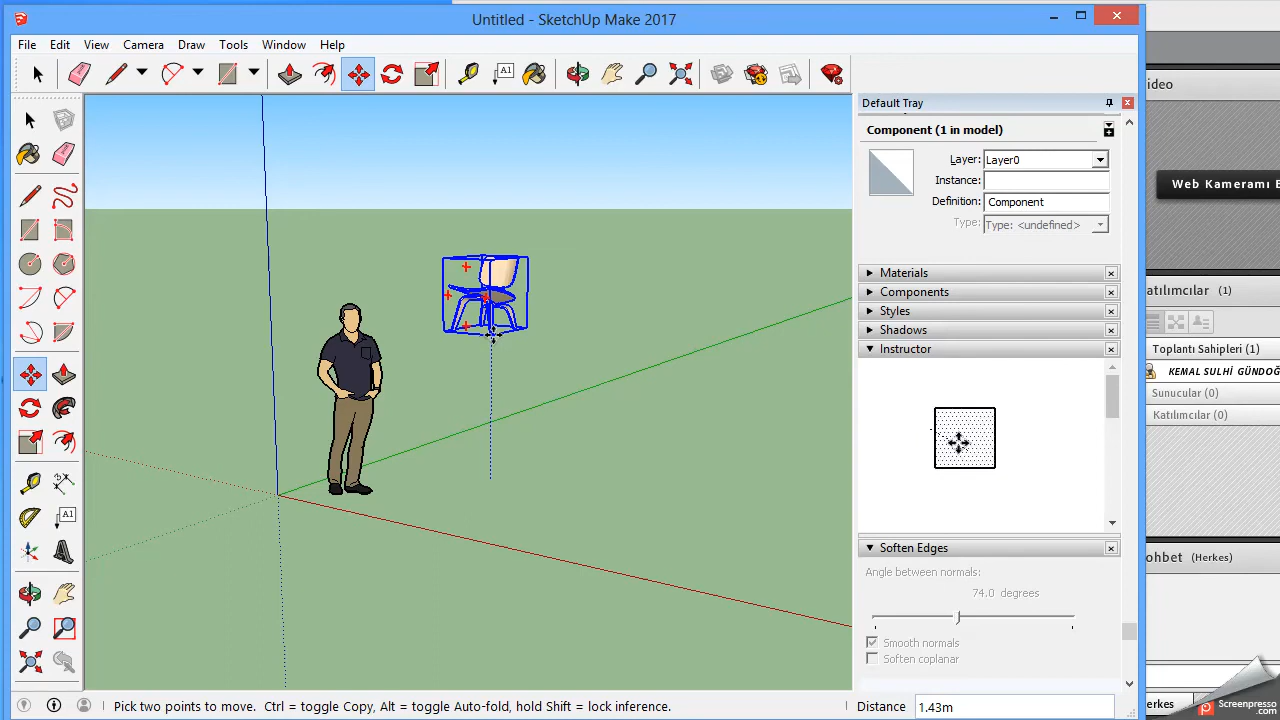 Untitled - SketchUp Make 2017
File Edit View Camera Draw Tools Window Help
A1
Default Tray
Component (1 in model)
Layer: Layer0
Instance:
Definition: Component
Type: Type: <undefined>
Materials
Components
Styles
Shadows
Instructor
Soften Edges
Angle between normals:
74.0 degrees
Smooth normals
Soften coplanar
A1
Pick two points to move. Ctrl = toggle Copy, Alt = toggle Auto-fold, hold Shift = lock inference.
Distance 1.43m
ideo
Web Kameramı B
atılımcılar (1)
Toplantı Sahipleri (1)
KEMAL SULHİ GÜNDOĞ
Sunucular (0)
Katılımcılar (0)
ohbet (Herkes)
erkes
Screenpresso
.com